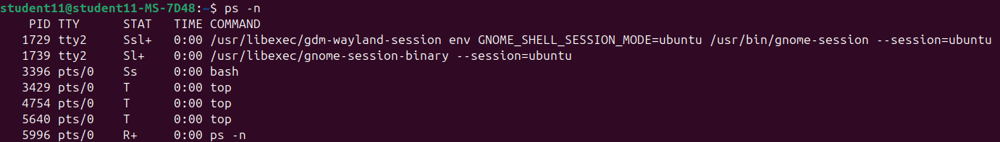 student11@student11-MS-7D48:~$ ps -n
PID TTY STAT TIME COMMAND
1729 tty2 Ssl+ 0:00 /usr/libexec/gdm-wayland-session env GNOME_SHELL_SESSION_MODE=ubuntu /usr/bin/gnome-session --session=ubuntu
1739 tty2 Sl+ 0:00 /usr/libexec/gnome-session-binary --session=ubuntu
3396 pts/0 Ss 0:00 bash
3429 pts/0 T 0:00 top
4754 pts/0 T 0:00 top
5640 pts/0 T 0:00 top
5996 pts/0 R+ 0:00 ps -n